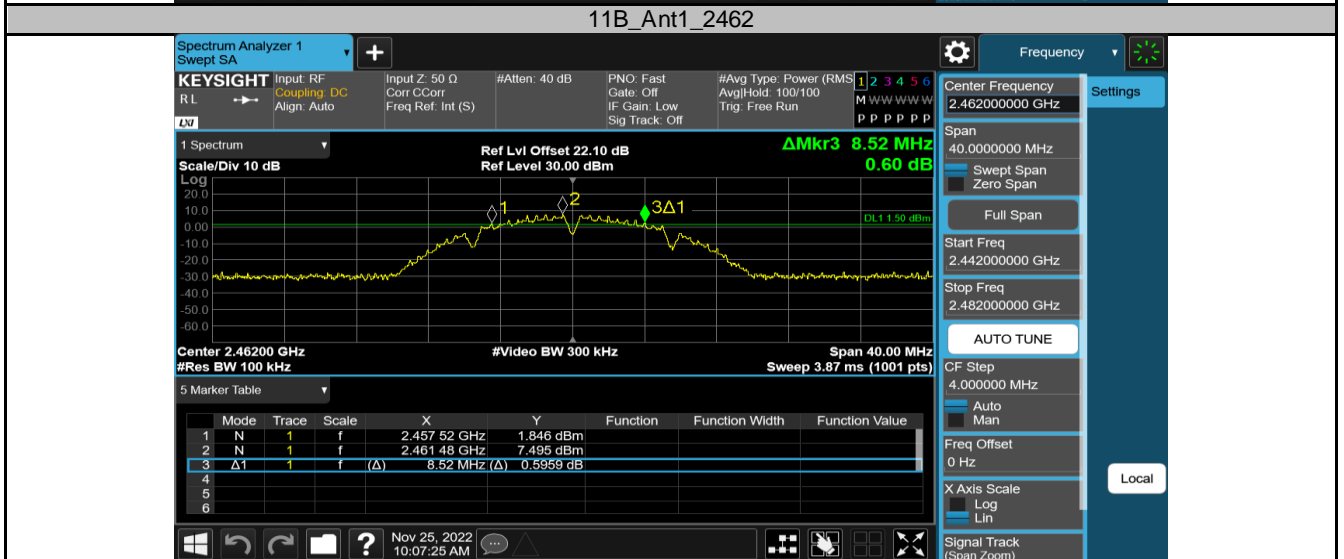 11B_Ant1_2462
Spectrum Analyzer 1
Swept SA
Frequency
KEYSIGHT
R L
LXI
Input: RF
Coupling: DC
Align: Auto
Input Z: 50 Ω
Corr CCorr
Freq Ref: Int (S)
#Atten: 40 dB
PNO: Fast
Gate: Off
IF Gain: Low
Sig Track: Off
#Avg Type: Power (RMS
Avg|Hold: 100/100
Trig: Free Run
1 2 3 4 5 6
M W W W W W
P P P P P P
Center Frequency
2.462000000 GHz
Settings
Span
40.0000000 MHz
Swept Span
Zero Span
Full Span
Start Freq
2.442000000 GHz
Stop Freq
2.482000000 GHz
AUTO TUNE
CF Step
4.000000 MHz
Auto
Man
Freq Offset
0 Hz
X Axis Scale
Log
Lin
Local
Signal Track
(Span Zoom)
1 Spectrum
Scale/Div 10 dB
Ref Lvl Offset 22.10 dB
Ref Level 30.00 dBm
ΔMkr3 8.52 MHz
0.60 dB
Log
20.0
10.0
0.00
-10.0
-20.0
-30.0
-40.0
-50.0
-60.0
1
2
3Δ1
DL1 1.50 dBm
Center 2.46200 GHz
#Video BW 300 kHz
Span 40.00 MHz
#Res BW 100 kHz
Sweep 3.87 ms (1001 pts)
5 Marker Table
Mode Trace Scale X Y Function Function Width Function Value
1 N 1 f 2.457 52 GHz 1.846 dBm
2 N 1 f 2.461 48 GHz 7.495 dBm
3 Δ1 1 f (Δ) 8.52 MHz (Δ) 0.5959 dB
4
5
6
?
Nov 25, 2022
10:07:25 AM